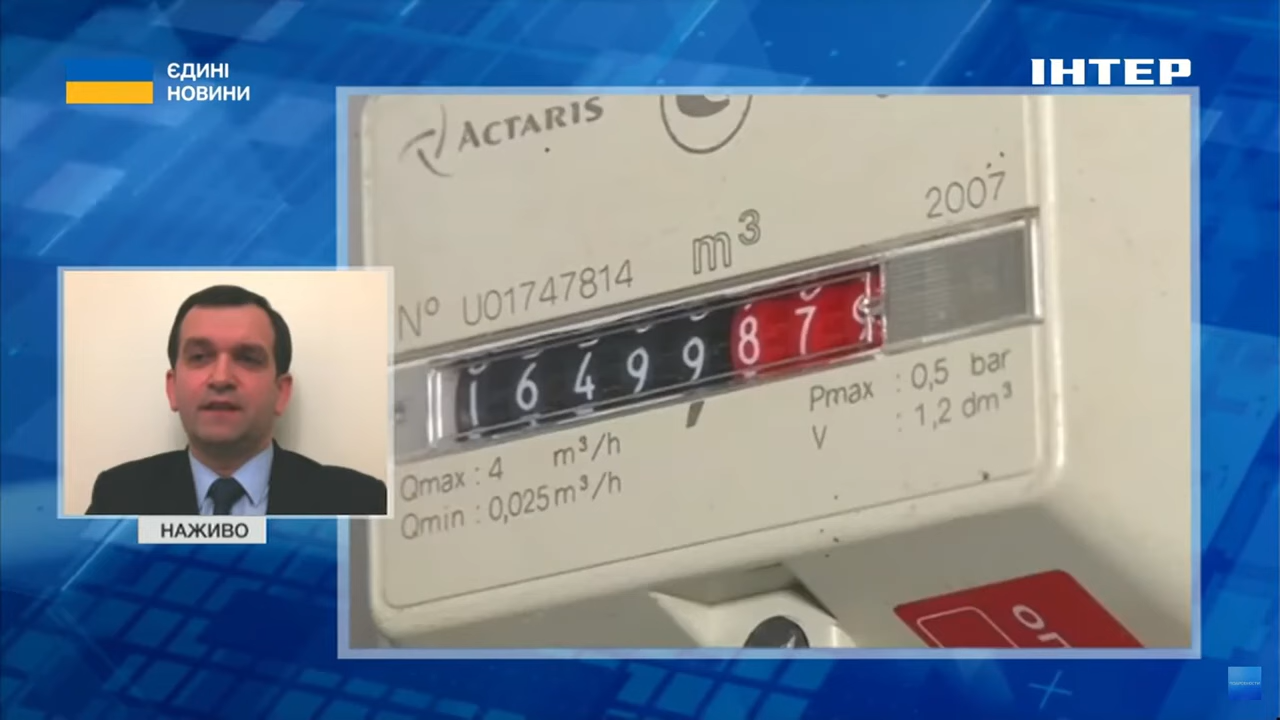 ЄДИНІ
НОВИНИ
ІНТЕР
ACTARIS
2007
m³
Nº U01747814
16499879
Pmax : 0,5 bar
V : 1,2 dm³
Qmax : 4 m³/h
Qmin : 0,025 m³/h
НАЖИВО